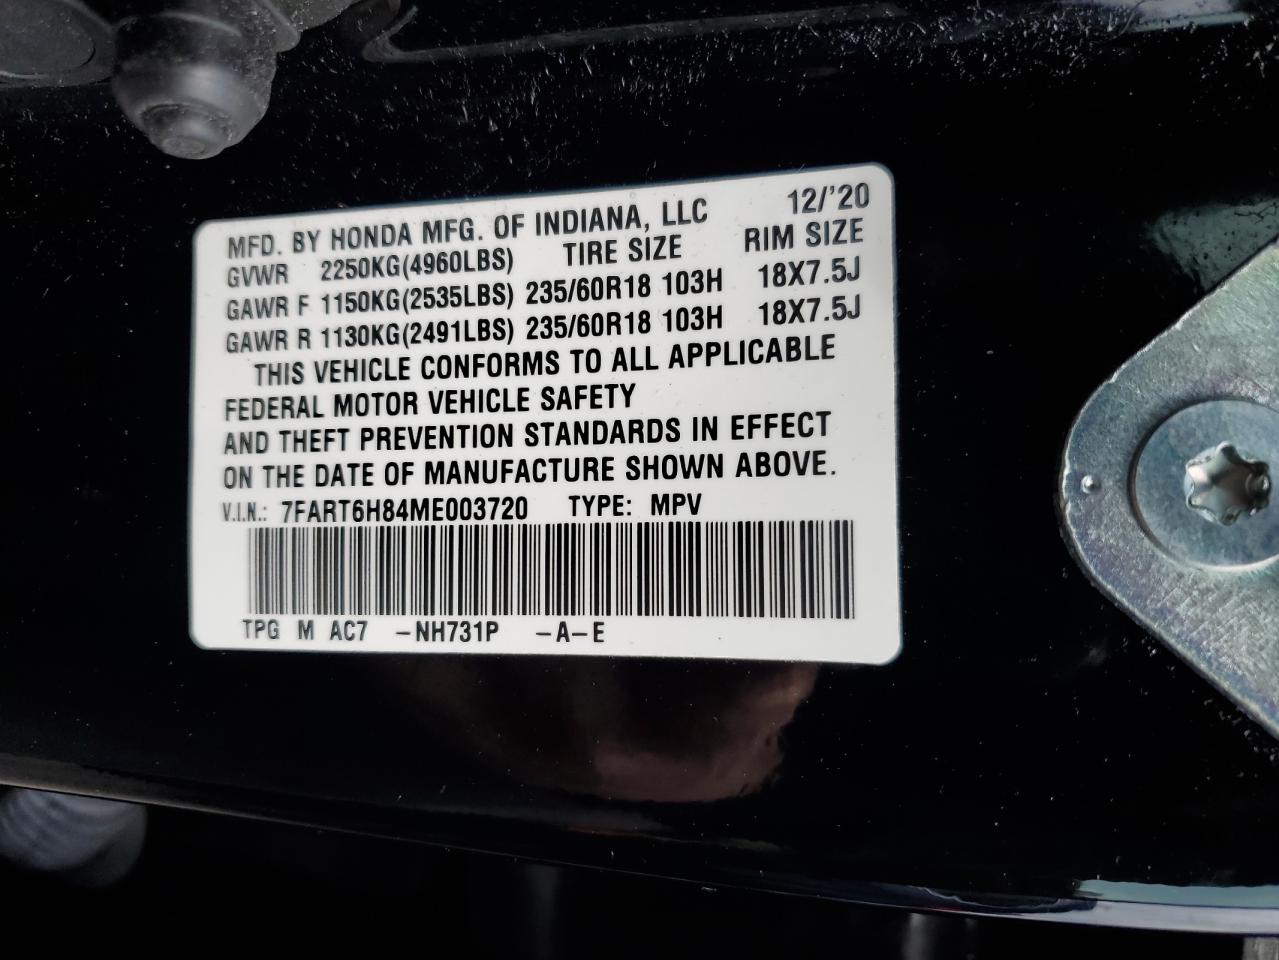 MFD. BY HONDA MFG. OF INDIANA, LLC 12/'20
GVWR 2250KG(4960LBS) TIRE SIZE RIM SIZE
GAWR F 1150KG(2535LBS) 235/60R18 103H 18X7.5J
GAWR R 1130KG(2491LBS) 235/60R18 103H 18X7.5J
THIS VEHICLE CONFORMS TO ALL APPLICABLE
FEDERAL MOTOR VEHICLE SAFETY
AND THEFT PREVENTION STANDARDS IN EFFECT
ON THE DATE OF MANUFACTURE SHOWN ABOVE.
V.I.N.: 7FART6H84ME003720 TYPE: MPV
TPG M AC7 -NH731P -A-E